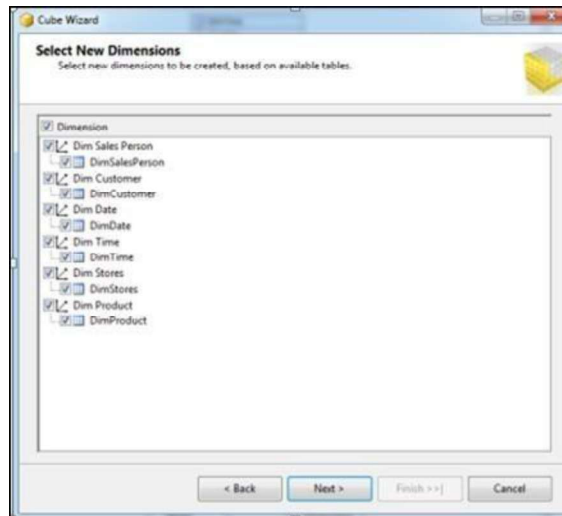 Cube Wizard
Select New Dimensions
Select new dimensions to be created, based on available tables.
Dimension
Dim Sales Person
DimSalesPerson
Dim Customer
DimCustomer
Dim Date
DimDate
Dim Time
DimTime
Dim Stores
DimStores
Dim Product
DimProduct
< Back Next > Finish >>| Cancel